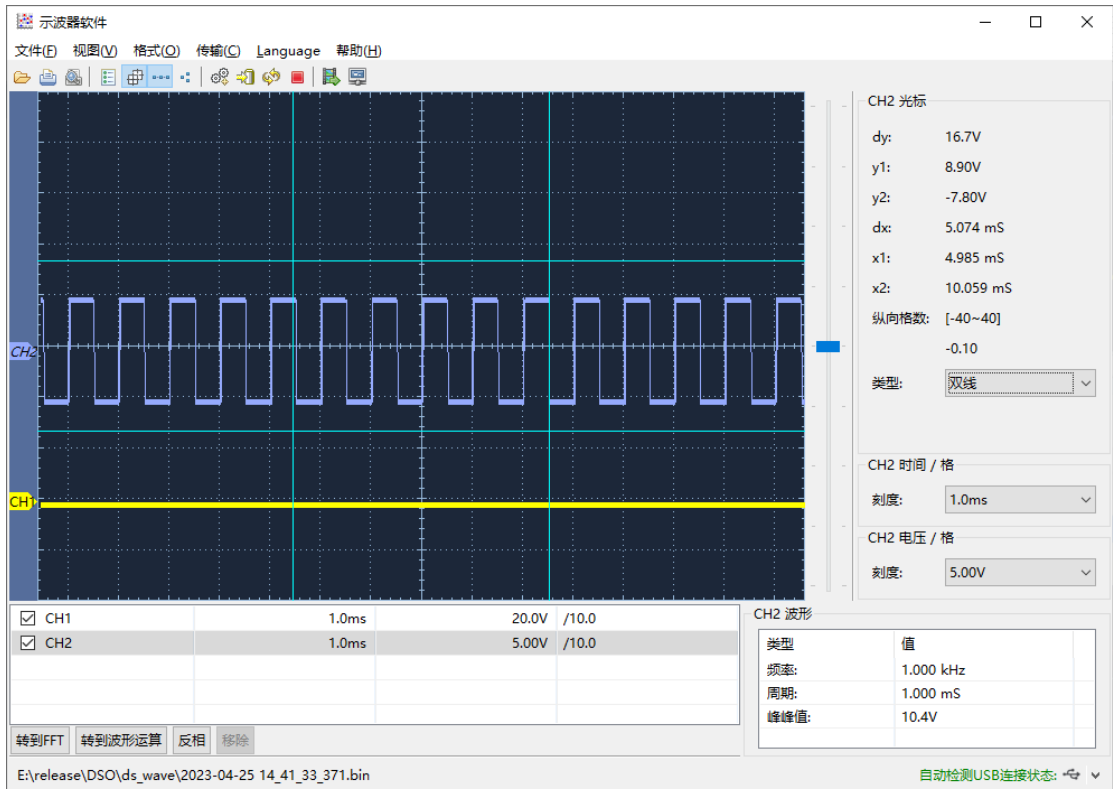 示波器软件
文件(F) 视图(V) 格式(O) 传输(C) Language 帮助(H)
CH2 光标
dy: 16.7V
y1: 8.90V
y2: -7.80V
dx: 5.074 mS
x1: 4.985 mS
x2: 10.059 mS
纵向格数: [-40~40]
-0.10
类型: 双线
CH2
CH2 时间 / 格
刻度: 1.0ms
CH1
CH2 电压 / 格
刻度: 5.00V
CH1 1.0ms 20.0V /10.0
CH2 1.0ms 5.00V /10.0
CH2 波形
类型 值
频率: 1.000 kHz
周期: 1.000 mS
峰峰值: 10.4V
转到FFT 转到波形运算 反相 移除
E:\release\DSO\ds_wave\2023-04-25 14_41_33_371.bin
自动检测USB连接状态: